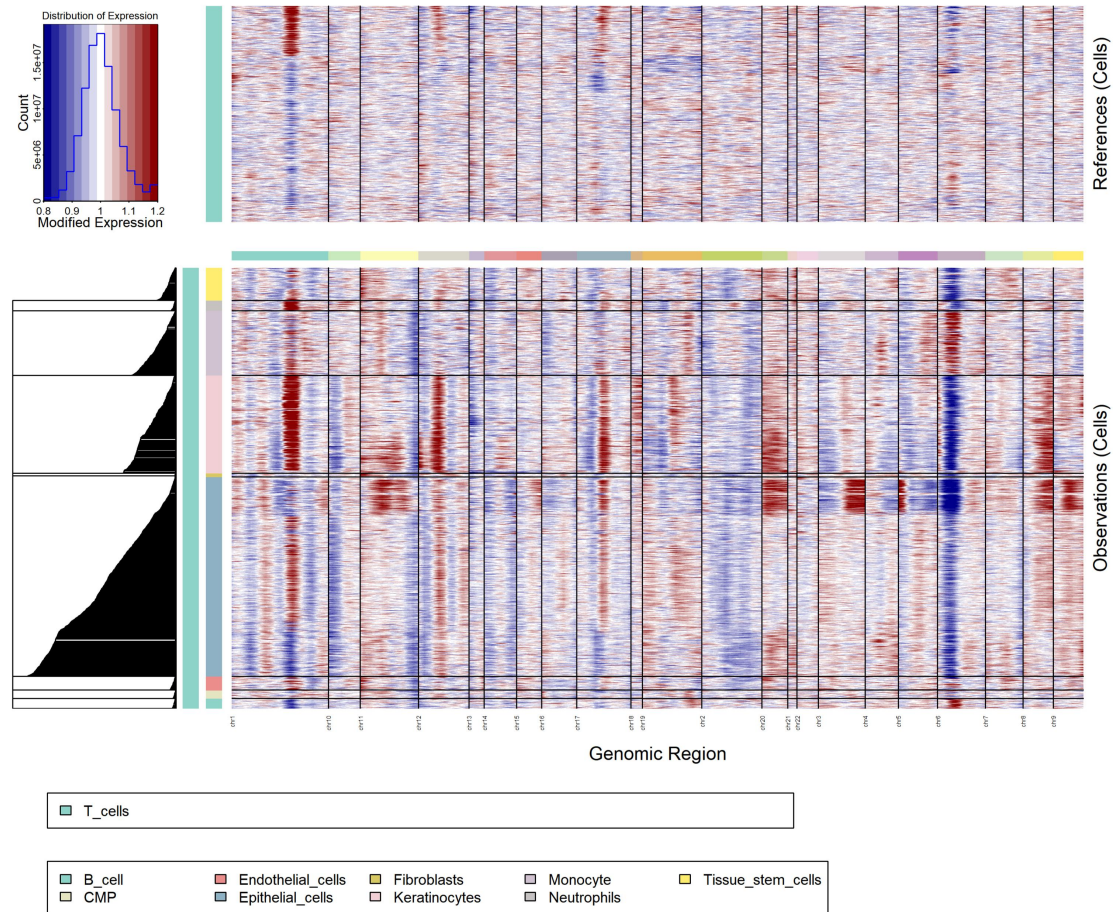 Distribution of Expression
Count
0 5e+06 1e+07 1.5e+07
0.8 0.9 1 1.1 1.2
Modified Expression
References (Cells)
Observations (Cells)
chr1 chr10 chr11 chr12 chr13 chr14 chr15 chr16 chr17 chr18 chr19 chr2 chr20 chr21 chr22 chr3 chr4 chr5 chr6 chr7 chr8 chr9
Genomic Region
T_cells
B_cell Endothelial_cells Fibroblasts Monocyte Tissue_stem_cells
CMP Epithelial_cells Keratinocytes Neutrophils